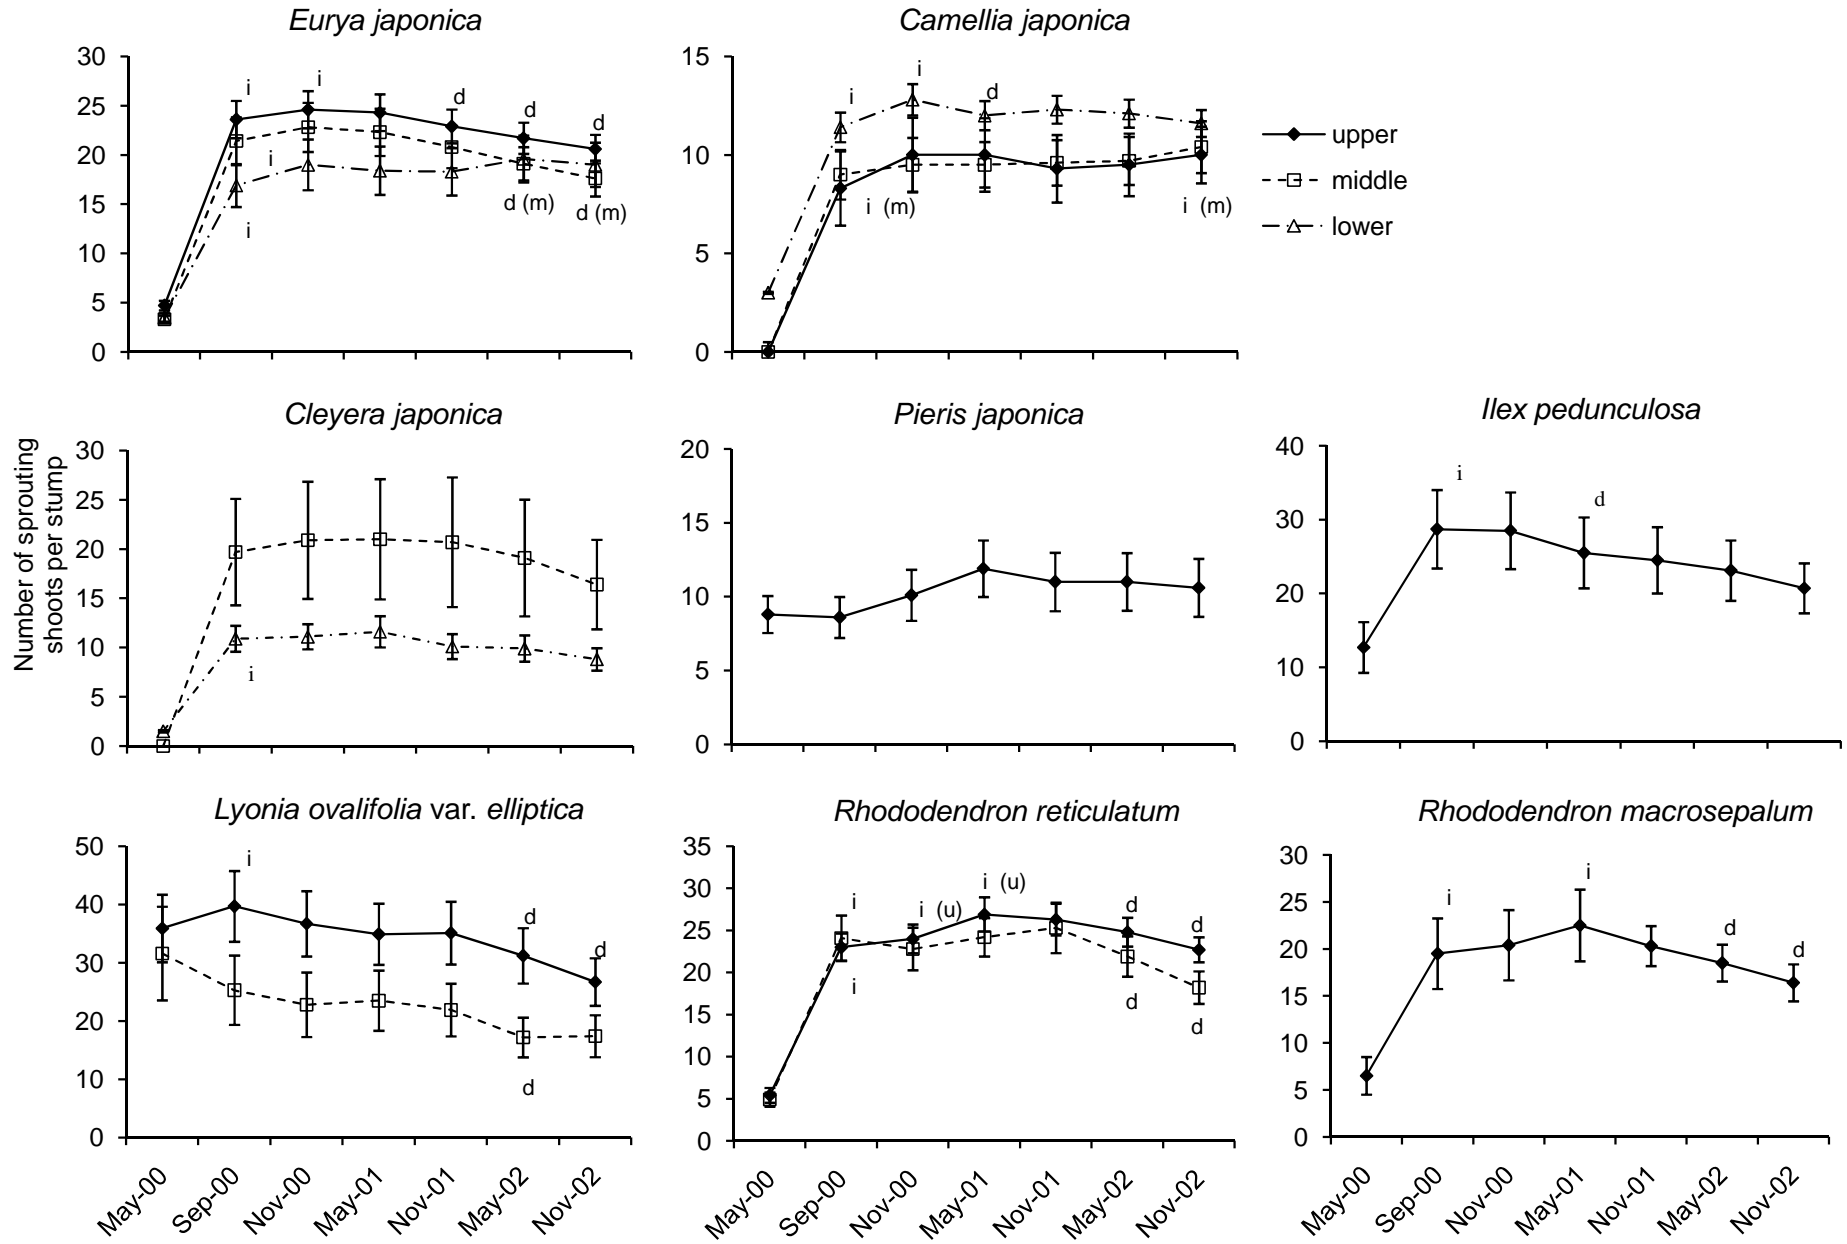 Eurya japonica
30
25
20
15
10
5
0
i
i
i
i
d
d
d
d (m)
d (m)
Camellia japonica
15
10
5
0
i
i
d
i (m)
i (m)
upper
middle
lower
Number of sprouting
shoots per stump
Cleyera japonica
30
25
20
15
10
5
0
i
Pieris japonica
20
15
10
5
0
Ilex pedunculosa
40
30
20
10
0
i
d
Lyonia ovalifolia var. elliptica
50
40
30
20
10
0
i
d
d
d
May-00
Sep-00
Nov-00
May-01
Nov-01
May-02
Nov-02
Rhododendron reticulatum
35
30
25
20
15
10
5
0
i
i (u)
i (u)
d
d
i
d
d
May-00
Sep-00
Nov-00
May-01
Nov-01
May-02
Nov-02
Rhododendron macrosepalum
30
25
20
15
10
5
0
i
i
d
d
May-00
Sep-00
Nov-00
May-01
Nov-01
May-02
Nov-02